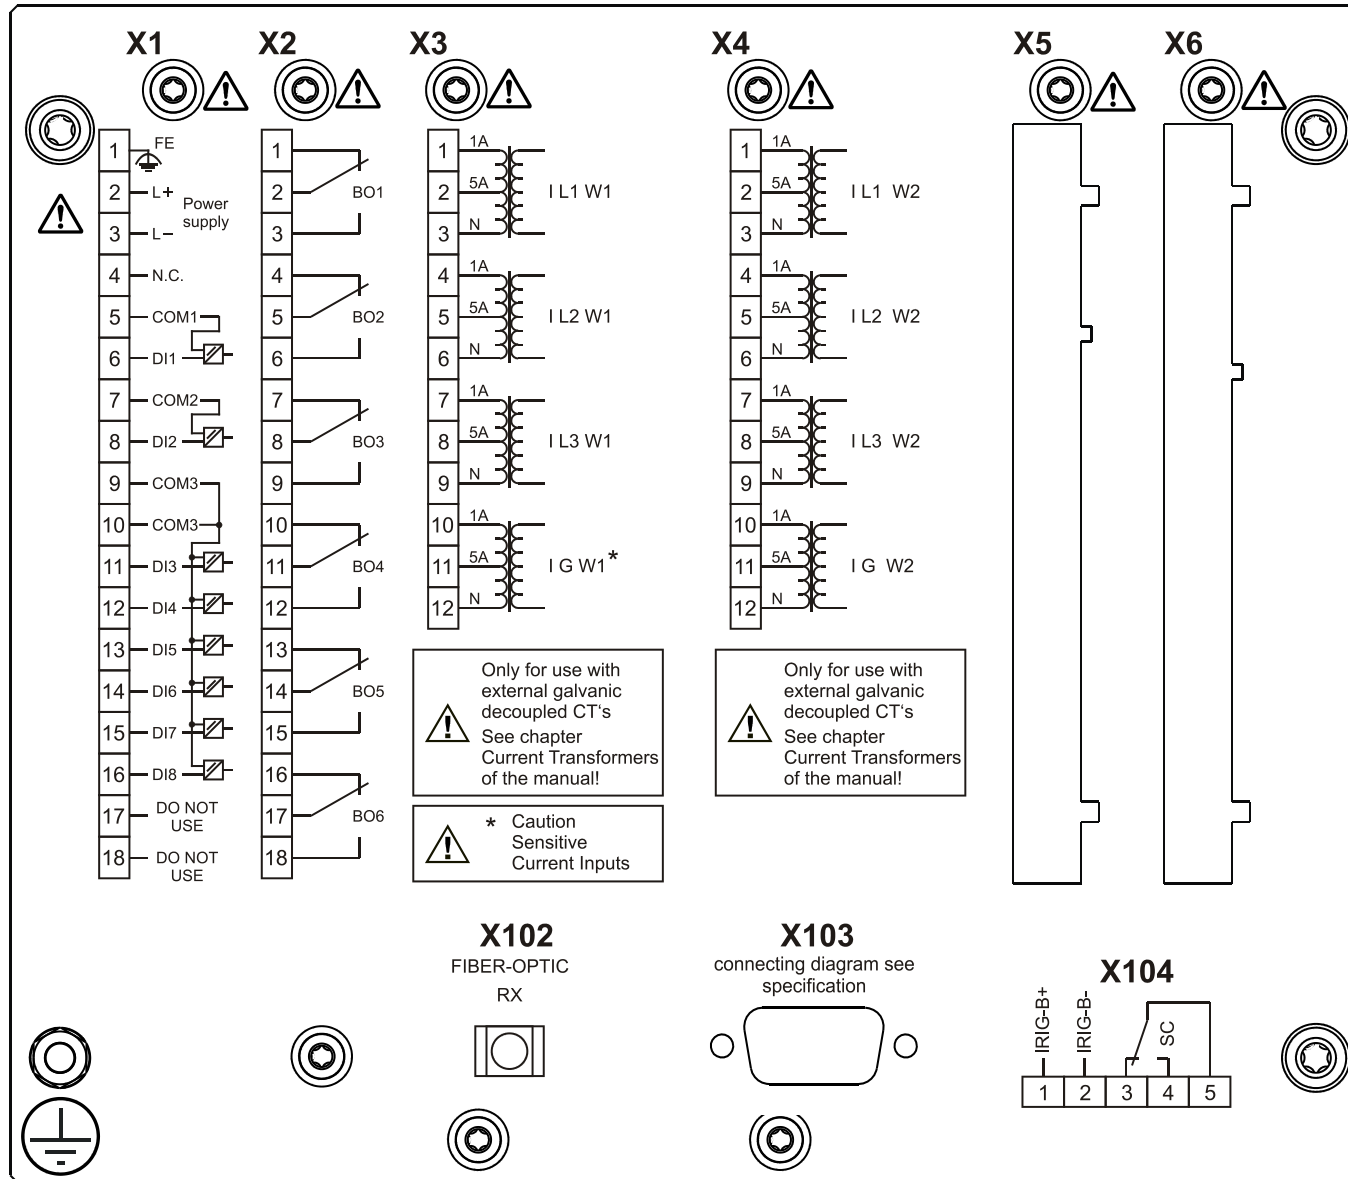 X1 X2 X3 X4 X5 X6
1 FE
2 L+ Power
supply
3 L–
4 N.C.
5 COM1
6 DI1
7 COM2
8 DI2
9 COM3
10 COM3
11 DI3
12 DI4
13 DI5
14 DI6
15 DI7
16 DI8
17 DO NOT
USE
18 DO NOT
USE
1
2 BO1
3
4
5 BO2
6
7
8 BO3
9
10
11 BO4
12
13
14 BO5
15
16
17 BO6
18
1 1A
2 5A I L1 W1
3 N
4 1A
5 5A I L2 W1
6 N
7 1A
8 5A I L3 W1
9 N
10 1A
11 5A I G W1*
12 N
Only for use with
external galvanic
decoupled CT‘s
See chapter
Current Transformers
of the manual!
* Caution
Sensitive
Current Inputs
1 1A
2 5A I L1 W2
3 N
4 1A
5 5A I L2 W2
6 N
7 1A
8 5A I L3 W2
9 N
10 1A
11 5A I G W2
12 N
Only for use with
external galvanic
decoupled CT‘s
See chapter
Current Transformers
of the manual!
X102
FIBER-OPTIC
RX
X103
connecting diagram see
specification
X104
IRIG-B+
IRIG-B-
SC
1 2 3 4 5